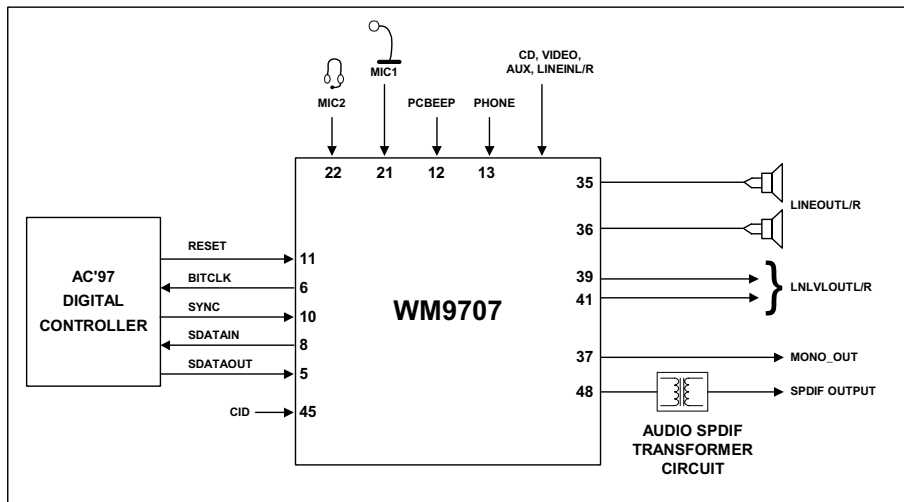 CD, VIDEO,
AUX, LINEINL/R
MIC1
MIC2
PCBEEP
PHONE
22
21
12
13
35
LINEOUTL/R
36
AC'97
DIGITAL
CONTROLLER
RESET
11
BITCLK
6
SYNC
10
SDATAIN
8
SDATAOUT
5
CID
45
WM9707
39
LNLVLOUTL/R
41
37
MONO_OUT
48
SPDIF OUTPUT
AUDIO SPDIF
TRANSFORMER
CIRCUIT